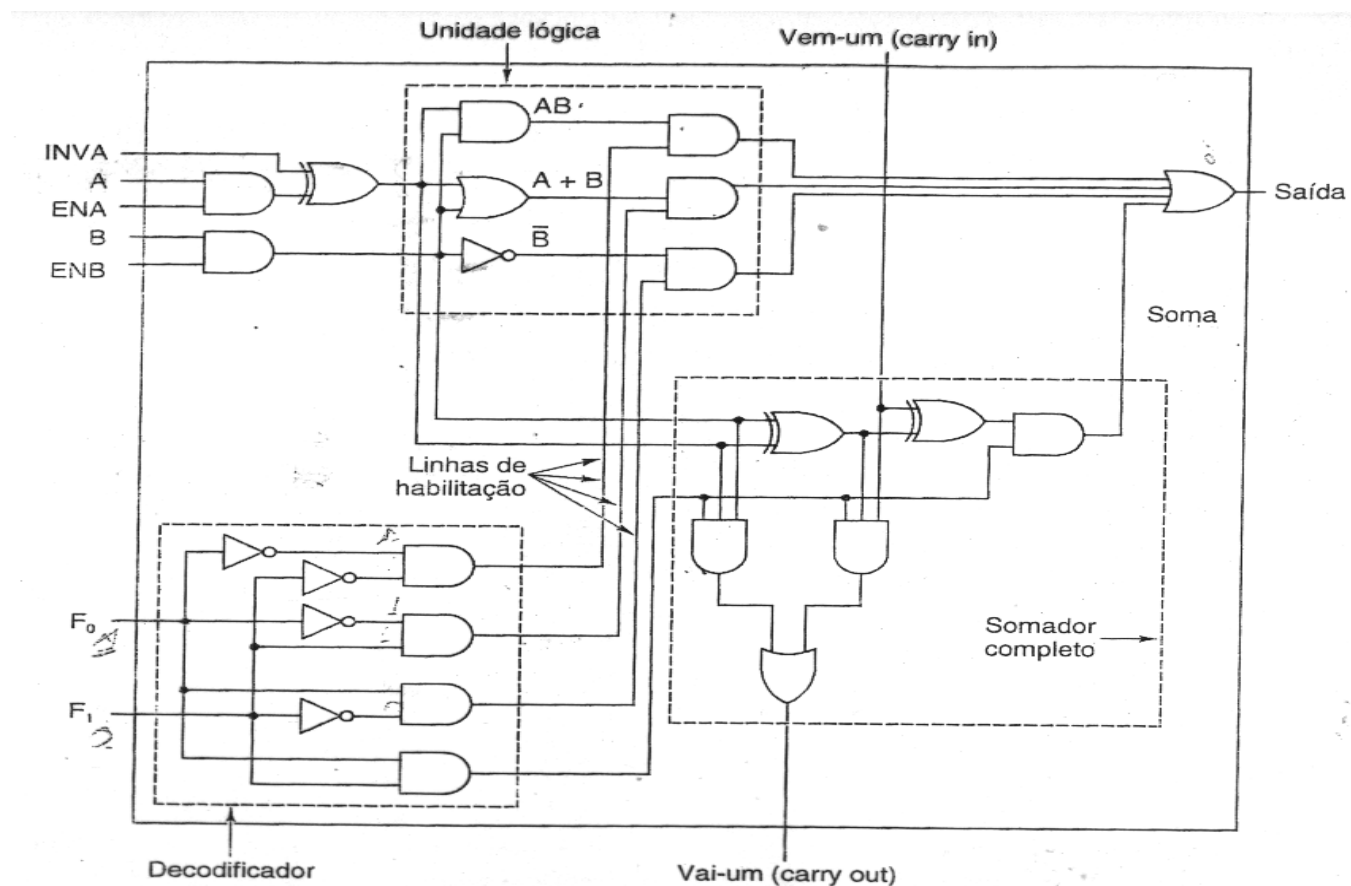 Unidade lógica
Vem-um (carry in)
INVA
A
ENA
B
ENB
AB
A + B
B̅
Saída
Soma
Linhas de
habilitação
F₀
F₁
Somador
completo
Decodificador
Vai-um (carry out)